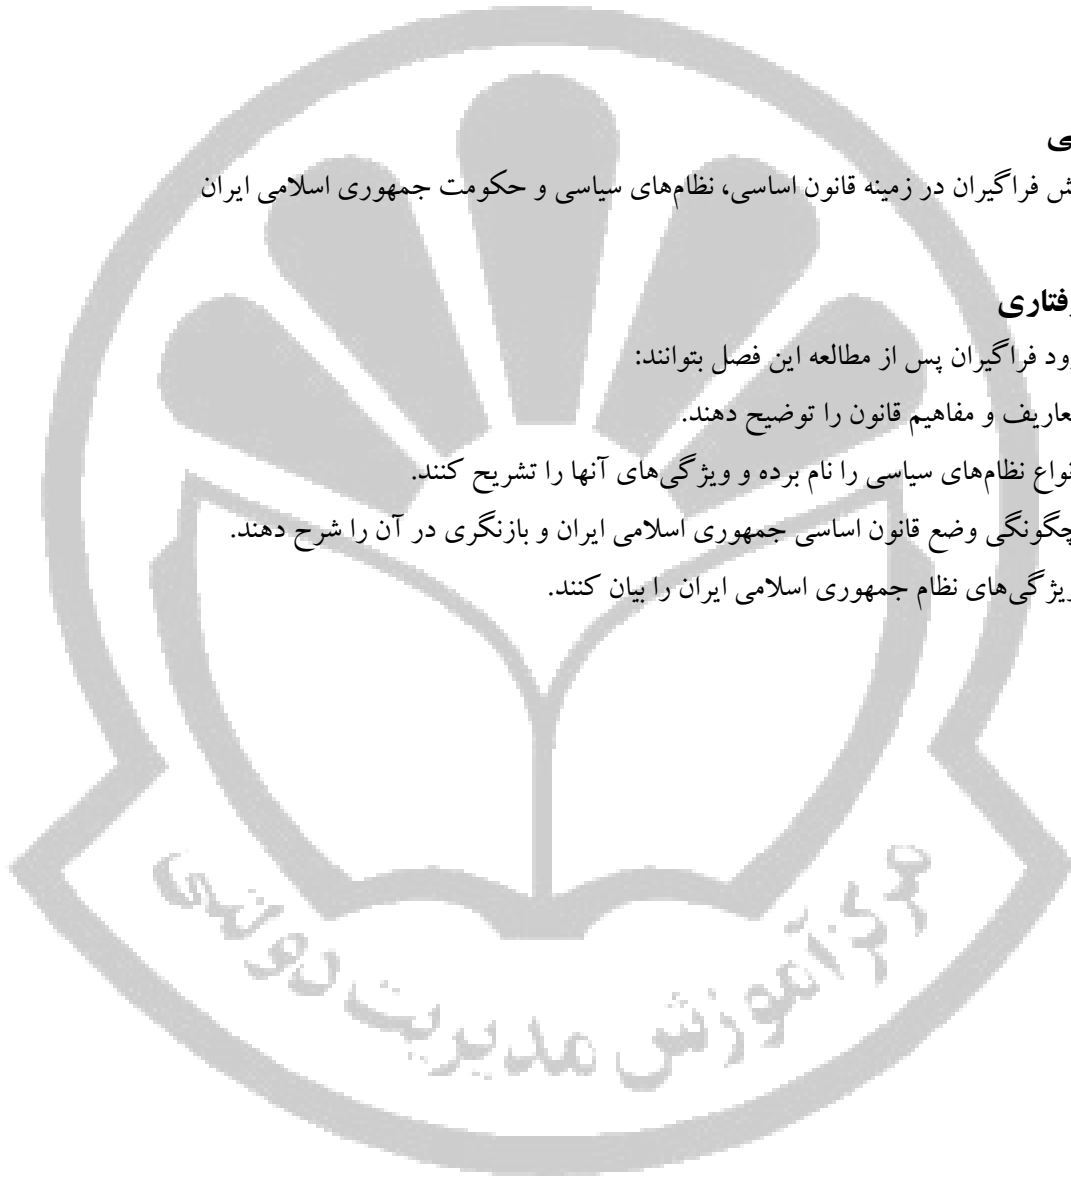 ی
ش فراگیران در زمینه قانون اساسی، نظام‌های سیاسی و حکومت جمهوری اسلامی ایران
فتاری
ود فراگیران پس از مطالعه این فصل بتوانند:
عاریف و مفاهیم قانون را توضیح دهند.
نواع نظام‌های سیاسی را نام برده و ویژگی‌های آنها را تشریح کنند.
چگونگی وضع قانون اساسی جمهوری اسلامی ایران و بازنگری در آن را شرح دهند.
یژگی‌های نظام جمهوری اسلامی ایران را بیان کنند.
مرکز آموزش مدیریت دولتی